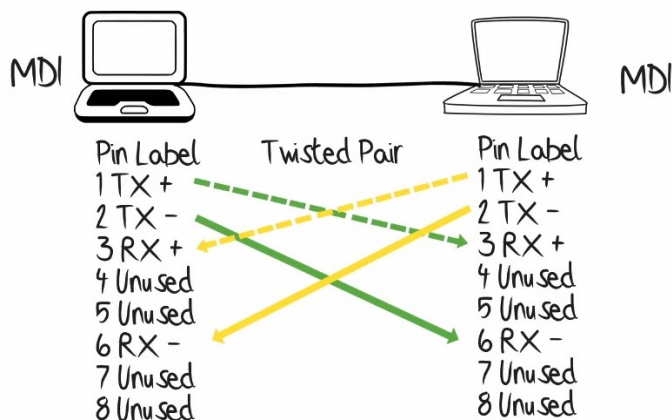 MDI
MDI
Twisted Pair
Pin Label
1 TX +
2 TX -
3 RX +
4 Unused
5 Unused
6 RX -
7 Unused
8 Unused
Pin Label
1 TX +
2 TX -
3 RX +
4 Unused
5 Unused
6 RX -
7 Unused
8 Unused